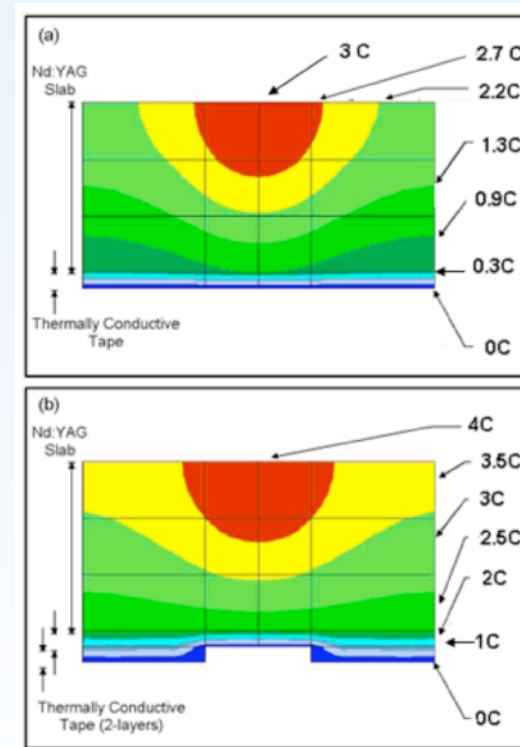 (a)
3 C
2.7 C
Nd:YAG
Slab
2.2C
1.3C
0.9C
0.3C
Thermally Conductive
Tape
0C
(b)
4C
Nd:YAG
Slab
3.5C
3C
2.5C
2C
1C
Thermally Conductive
Tape (2-layers)
0C